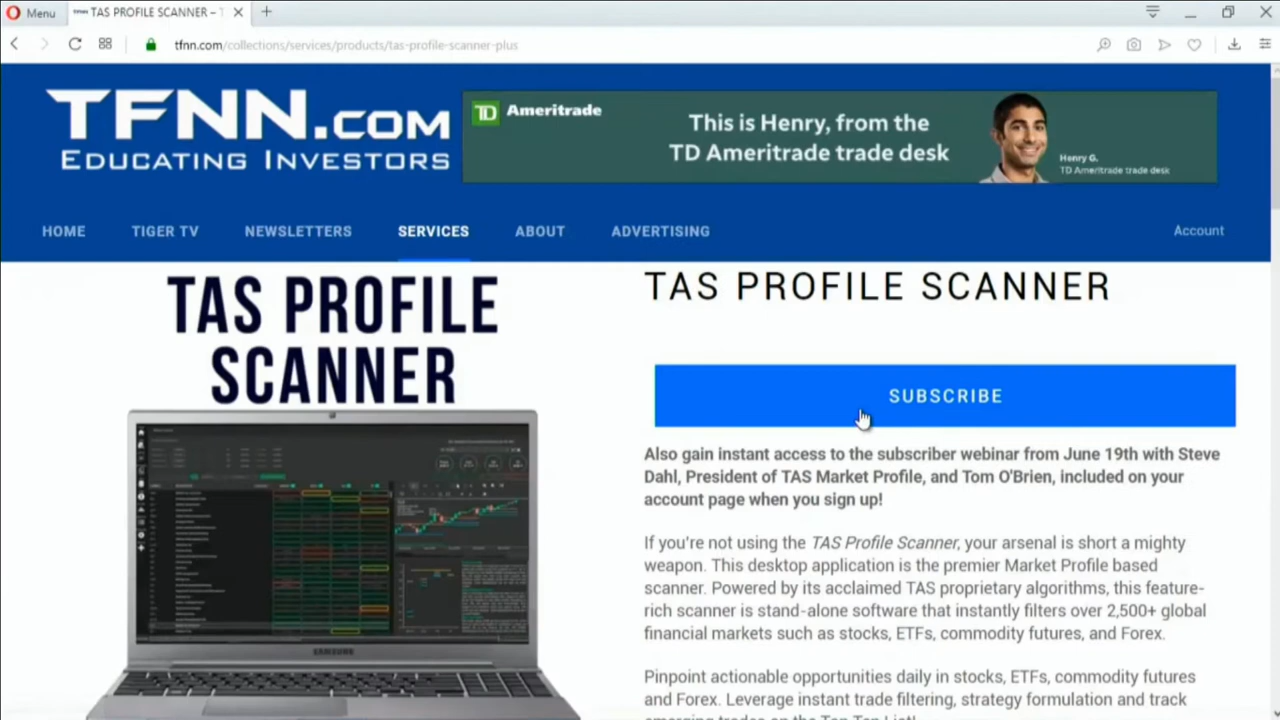 Menu
TAS PROFILE SCANNER – T
tfnn.com/collections/services/products/tas-profile-scanner-plus
TFNN.COM
EDUCATING INVESTORS
TD Ameritrade
This is Henry, from the
TD Ameritrade trade desk
Henry G.
TD Ameritrade trade desk
HOME
TIGER TV
NEWSLETTERS
SERVICES
ABOUT
ADVERTISING
Account
TAS PROFILE
SCANNER
SAMSUNG
TAS PROFILE SCANNER
SUBSCRIBE
Also gain instant access to the subscriber webinar from June 19th with Steve
Dahl, President of TAS Market Profile, and Tom O'Brien, included on your
account page when you sign up!
If you're not using the TAS Profile Scanner, your arsenal is short a mighty
weapon. This desktop application is the premier Market Profile based
scanner. Powered by its acclaimed TAS proprietary algorithms, this feature-
rich scanner is stand-alone software that instantly filters over 2,500+ global
financial markets such as stocks, ETFs, commodity futures, and Forex.
Pinpoint actionable opportunities daily in stocks, ETFs, commodity futures
and Forex. Leverage instant trade filtering, strategy formulation and track
emerging trades on the Top Ten List!